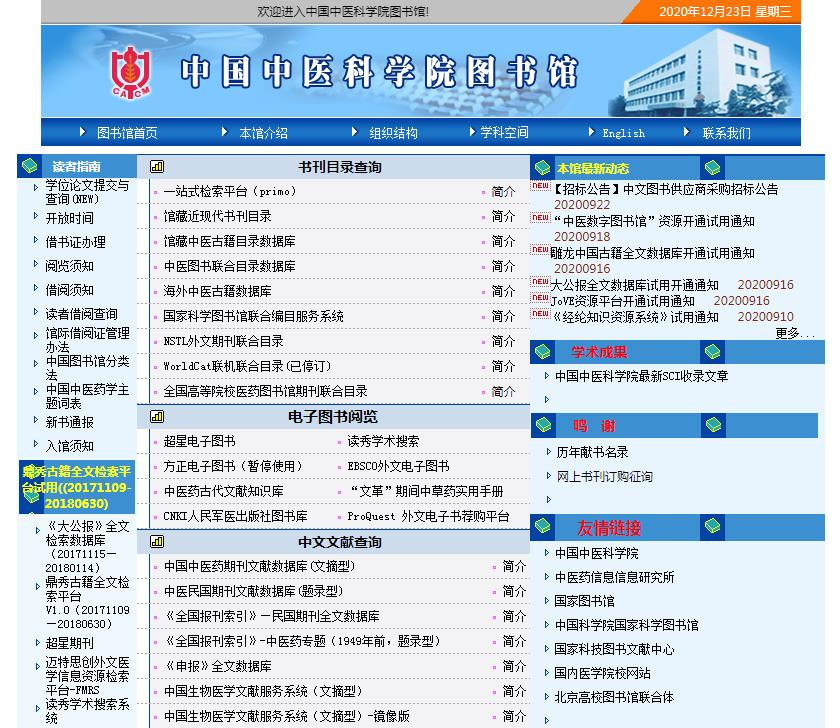 欢迎进入中国中医科学院图书馆!
2020年12月23日 星期三
CATCM
中国中医科学院图书馆
图书馆首页
本馆介绍
组织结构
学科空间
English
联系我们
读者指南
学位论文提交与
查询(NEW)
开放时间
借书证办理
阅览须知
借阅须知
读者借阅查询
馆际借阅证管理
办法
中国图书馆分类
法
中国中医药学主
题词表
新书通报
入馆须知
鼎秀古籍全文检索平
台试用((20171109-
20180630)
《大公报》全文
检索数据库
（20171115—
20180114）
鼎秀古籍全文检
索平台
V1.0（20171109
—20180630）
超星期刊
迈特思创外文医
学信息资源检索
平台-FMRS
读秀学术搜索系
统
书刊目录查询
一站式检索平台（primo） 简介
馆藏近现代书刊目录 简介
馆藏中医古籍目录数据库 简介
中医图书联合目录数据库 简介
海外中医古籍数据库 简介
国家科学图书馆联合编目服务系统 简介
NSTL外文期刊联合目录 简介
WorldCat联机联合目录(已停订) 简介
全国高等院校医药图书馆期刊联合目录 简介
电子图书阅览
超星电子图书 读秀学术搜索
方正电子图书（暂停使用） EBSCO外文电子图书
中医药古代文献知识库 “文革”期间中草药实用手册
CNKI人民军医出版社图书库 ProQuest 外文电子书荐购平台
中文文献查询
中国中医药期刊文献数据库(文摘型) 简介
中医民国期刊文献数据库(题录型) 简介
《全国报刊索引》—民国期刊全文数据库 简介
《全国报刊索引》-中医药专题（1949年前，题录型） 简介
《申报》全文数据库 简介
中国生物医学文献服务系统（文摘型） 简介
中国生物医学文献服务系统（文摘型）-镜像版 简介
本馆最新动态
NEW 【招标公告】中文图书供应商采购招标公告
20200922
NEW “中医数字图书馆”资源开通试用通知
20200918
NEW 雕龙中国古籍全文数据库开通试用通知
20200916
NEW 大公报全文数据库试用开通通知 20200916
NEW JoVE资源平台开通试用通知 20200916
NEW 《经纶知识资源系统》试用通知 20200910
更多...
学术成果
中国中医科学院最新SCI收录文章
鸣 谢
历年献书名录
网上书刊订购征询
友情链接
中国中医科学院
中医药信息信息研究所
国家图书馆
中国科学院国家科学图书馆
国家科技图书文献中心
国内医学院校网站
北京高校图书馆联合体